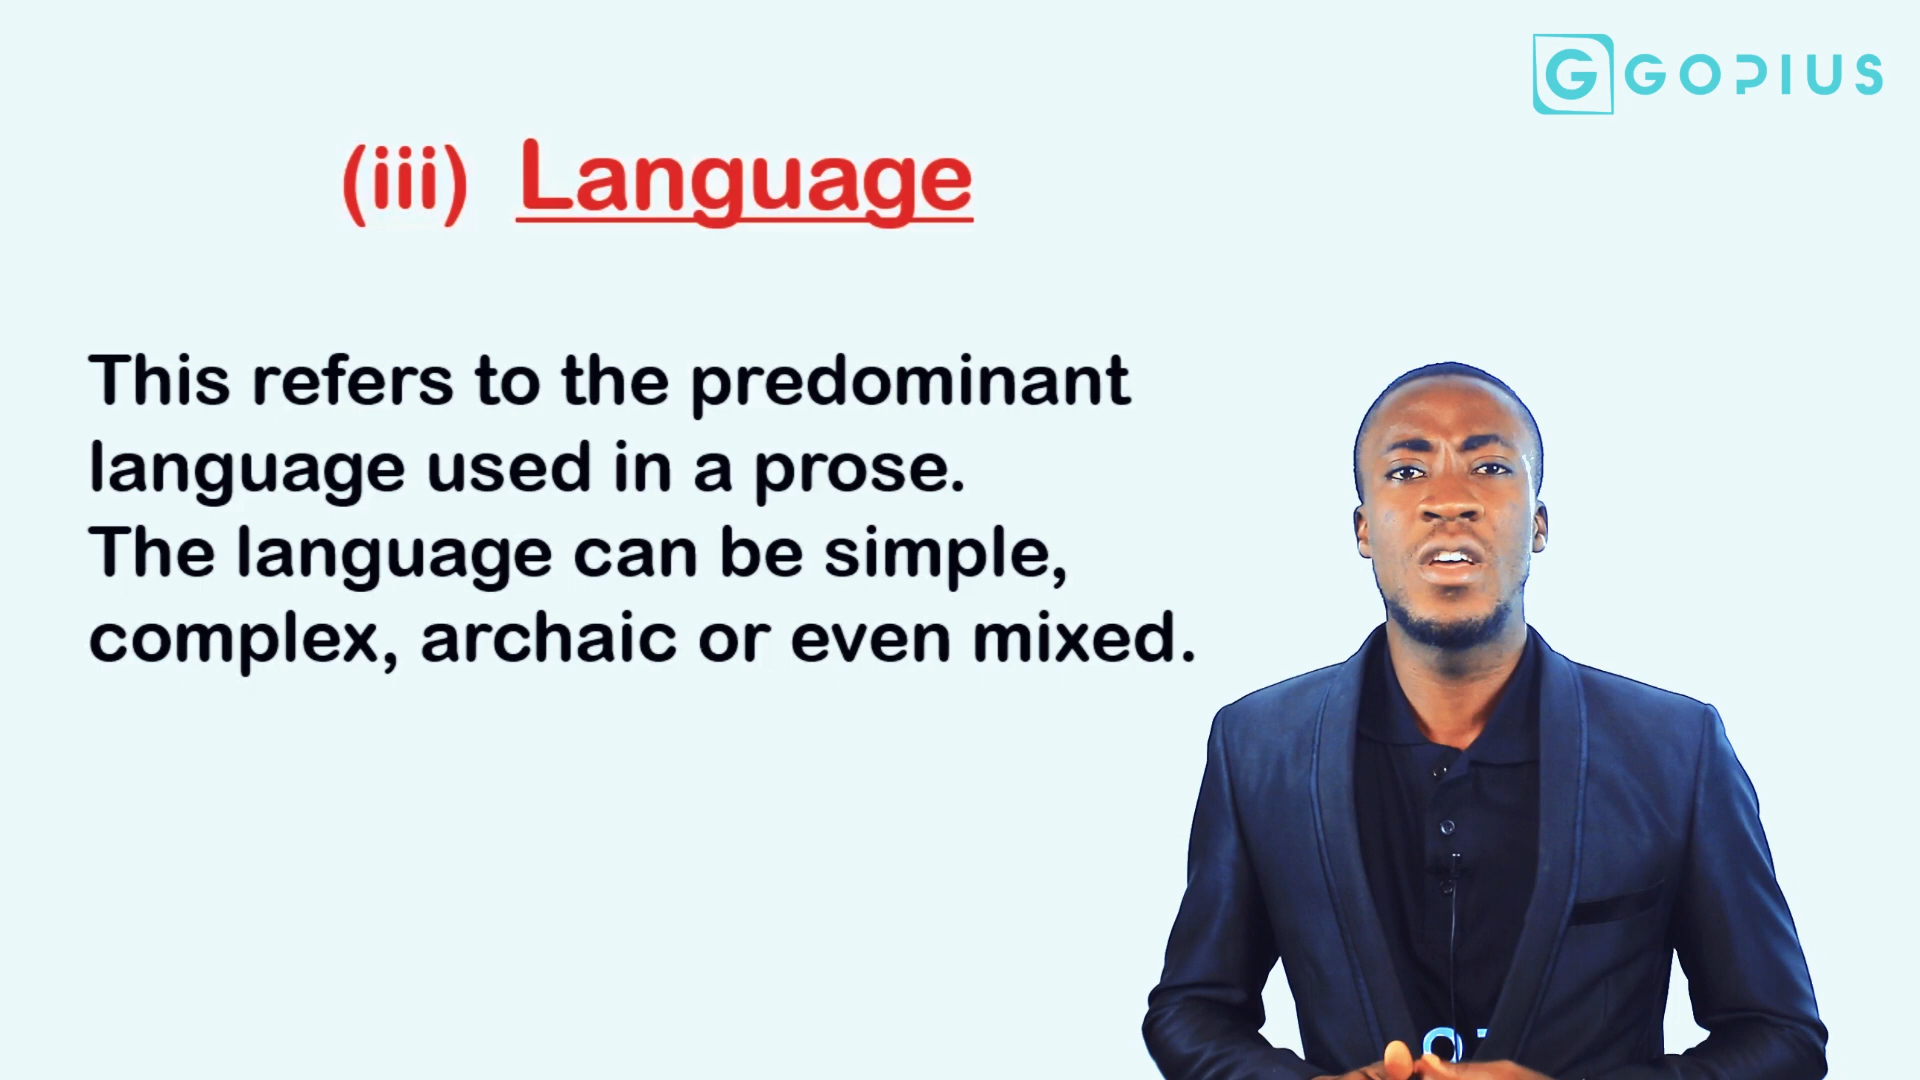 G GOPIUS
(iii) Language
This refers to the predominant
language used in a prose.
The language can be simple,
complex, archaic or even mixed.